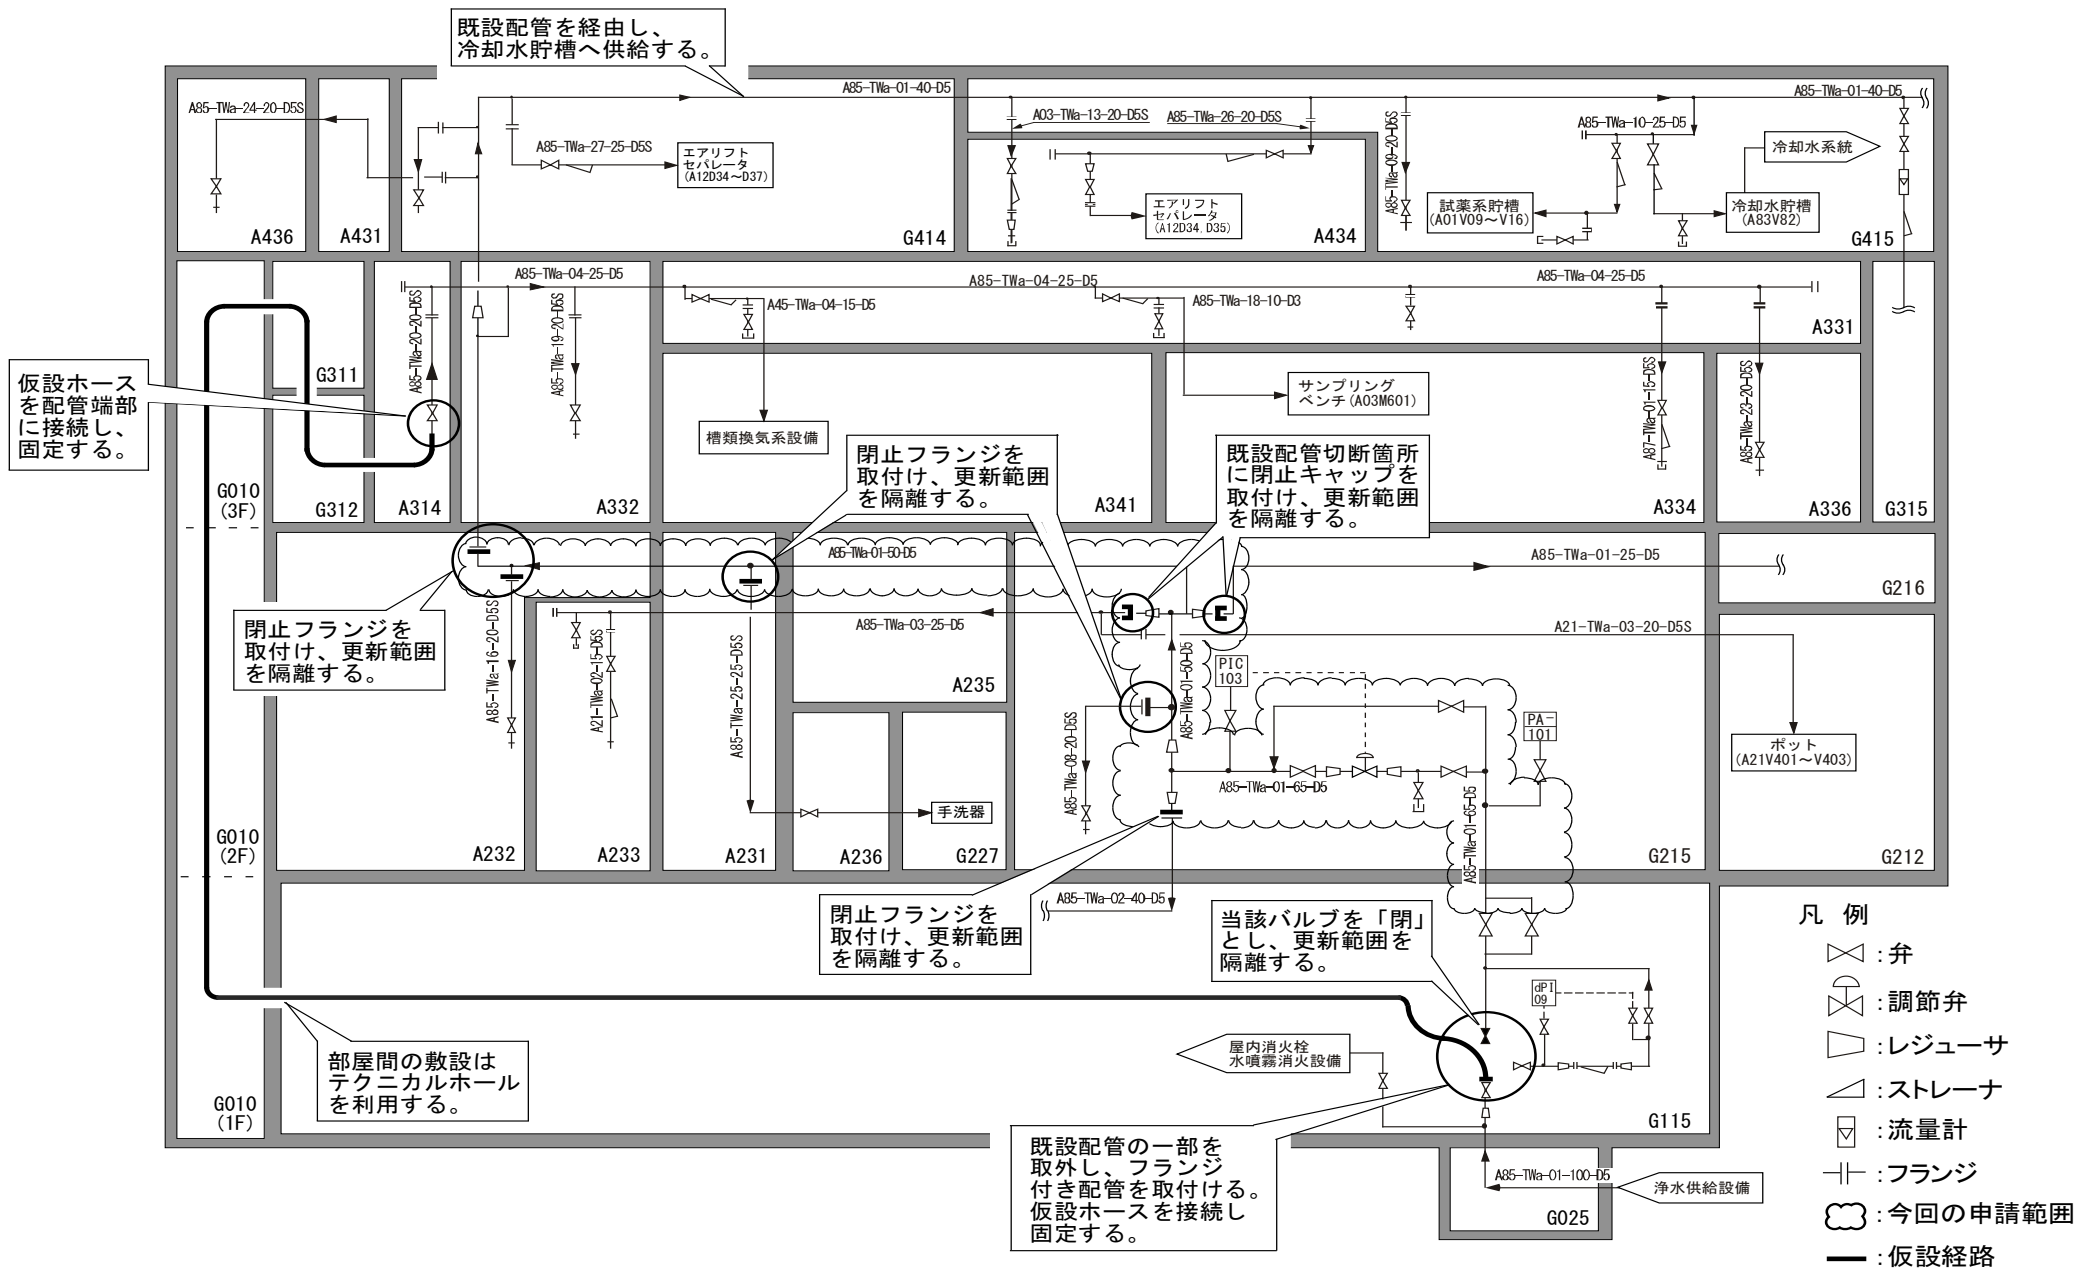 既設配管を経由し、
冷却水貯槽へ供給する。
A85-TWa-24-20-D5S
A85-TWa-01-40-D5
A85-TWa-27-25-D5S
エアリフト
セパレータ
(A12D34～D37)
A436
A431
G414
A03-TWa-13-20-D5S
A85-TWa-26-20-D5S
エアリフト
セパレータ
(A12D34,D35)
A434
A85-TWa-09-20-D5S
A85-TWa-01-40-D5
A85-TWa-10-25-D5
冷却水系統
試薬系貯槽
(A01V09～V16)
冷却水貯槽
(A83V82)
G415
A85-TWa-04-25-D5
A85-TWa-04-25-D5
A85-TWa-04-25-D5
A85-TWa-20-20-D5S
A85-TWa-19-20-D5S
A45-TWa-04-15-D5
A85-TWa-18-10-D3
A331
G311
仮設ホース
を配管端部
に接続し、
固定する。
槽類換気系設備
サンプリング
ベンチ(A03M601)
A87-TWa-01-15-D5S
A85-TWa-23-20-D5S
閉止フランジを
取付け、更新範囲
を隔離する。
既設配管切断箇所
に閉止キャップを
取付け、更新範囲
を隔離する。
G010
(3F)
G312
A314
A332
A341
A334
A336
G315
A85-TWa-01-50-D5
A85-TWa-01-25-D5
G216
閉止フランジを
取付け、更新範囲
を隔離する。
A85-TWa-16-20-D5S
A21-TWa-02-15-D5S
A85-TWa-25-25-D5S
A85-TWa-03-25-D5
A21-TWa-03-20-D5S
A235
PIC
103
A85-TWa-01-50-D5
A85-TWa-08-20-D5S
PA-
101
A85-TWa-01-65-D5
A85-TWa-01-65-D5
ポット
(A21V401～V403)
手洗器
G010
(2F)
A232
A233
A231
A236
G227
G215
G212
閉止フランジを
取付け、更新範囲
を隔離する。
A85-TWa-02-40-D5
当該バルブを「閉」
とし、更新範囲を
隔離する。
dPI
09
屋内消火栓
水噴霧消火設備
部屋間の敷設は
テクニカルホール
を利用する。
G010
(1F)
G115
既設配管の一部を
取外し、フランジ
付き配管を取付ける。
仮設ホースを接続し
固定する。
A85-TWa-01-100-D5
浄水供給設備
G025
凡 例
:弁
:調節弁
:レジューサ
:ストレーナ
:流量計
:フランジ
:今回の申請範囲
:仮設経路